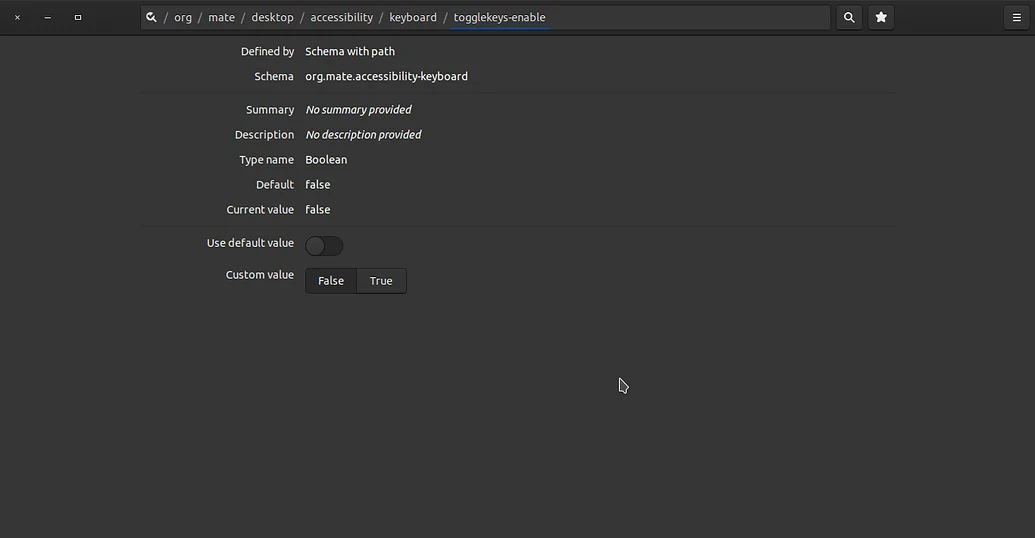 / org / mate / desktop / accessibility / keyboard / togglekeys-enable
Defined by Schema with path
Schema org.mate.accessibility-keyboard
Summary No summary provided
Description No description provided
Type name Boolean
Default false
Current value false
Use default value
Custom value False True